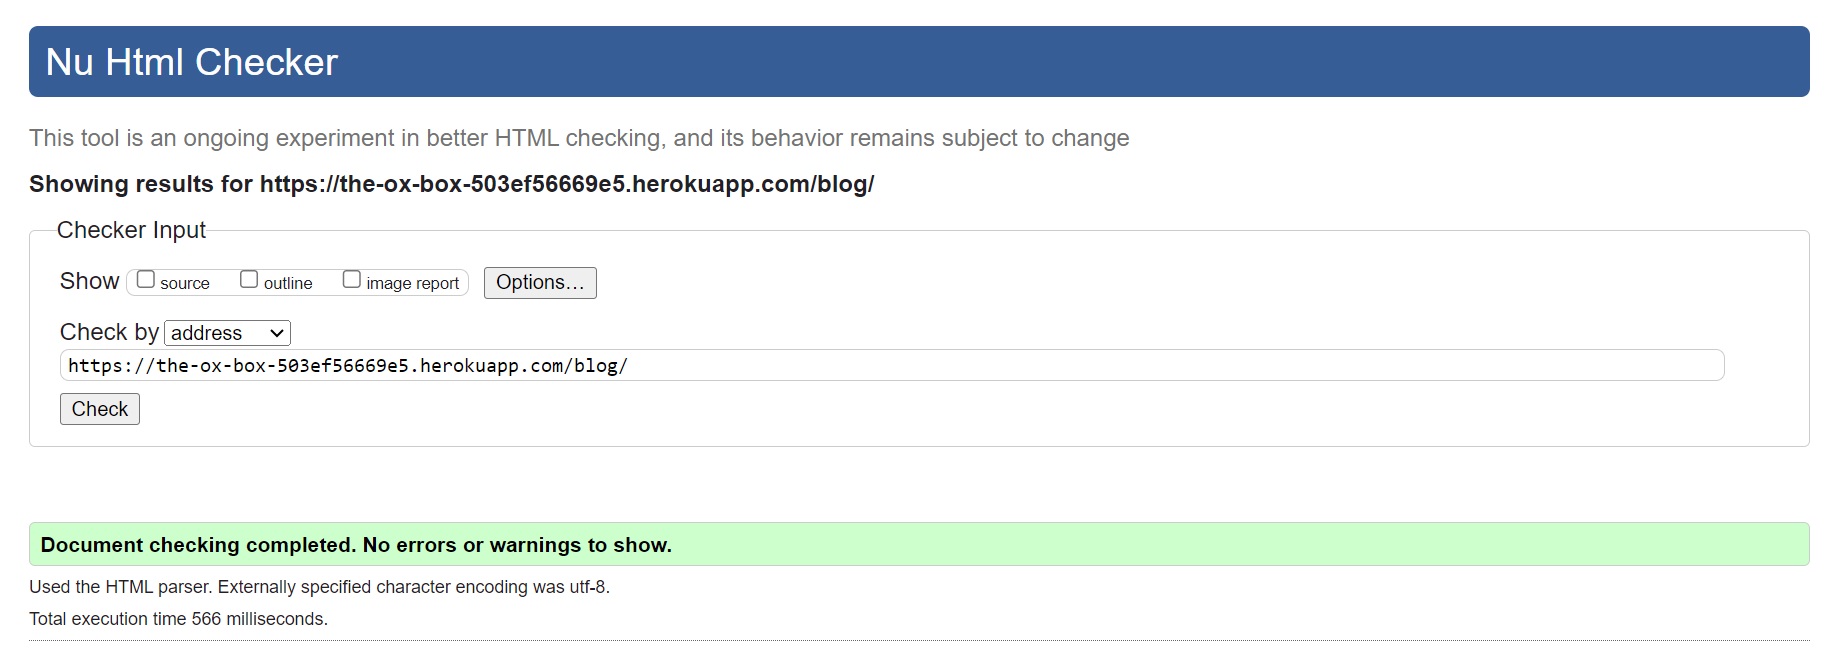 Nu Html Checker
This tool is an ongoing experiment in better HTML checking, and its behavior remains subject to change
Showing results for https://the-ox-box-503ef56669e5.herokuapp.com/blog/
Checker Input
Show source outline image report Options...
Check by address
https://the-ox-box-503ef56669e5.herokuapp.com/blog/
Check
Document checking completed. No errors or warnings to show.
Used the HTML parser. Externally specified character encoding was utf-8.
Total execution time 566 milliseconds.